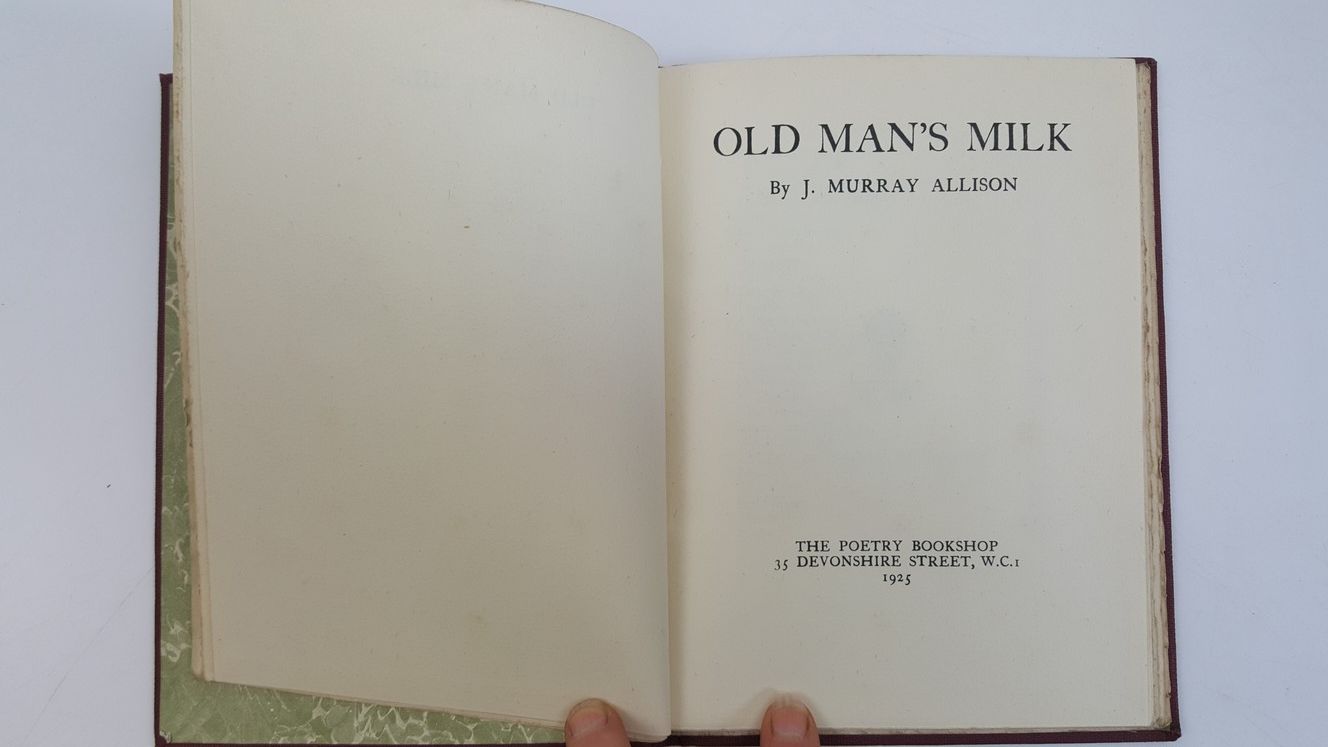 OLD MAN'S MILK
By J. MURRAY ALLISON
THE POETRY BOOKSHOP
35 DEVONSHIRE STREET, W.C.1
1925